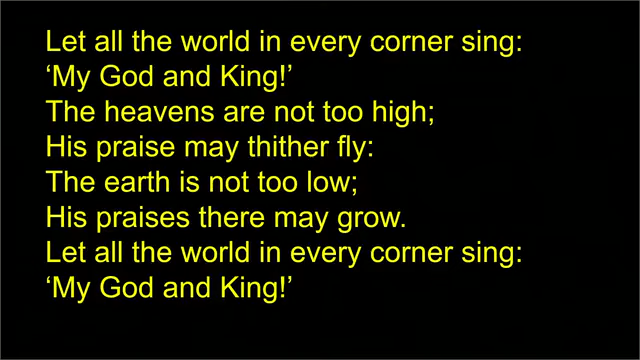 Let all the world in every corner sing:
‘My God and King!’
The heavens are not too high;
His praise may thither fly:
The earth is not too low;
His praises there may grow.
Let all the world in every corner sing:
‘My God and King!’